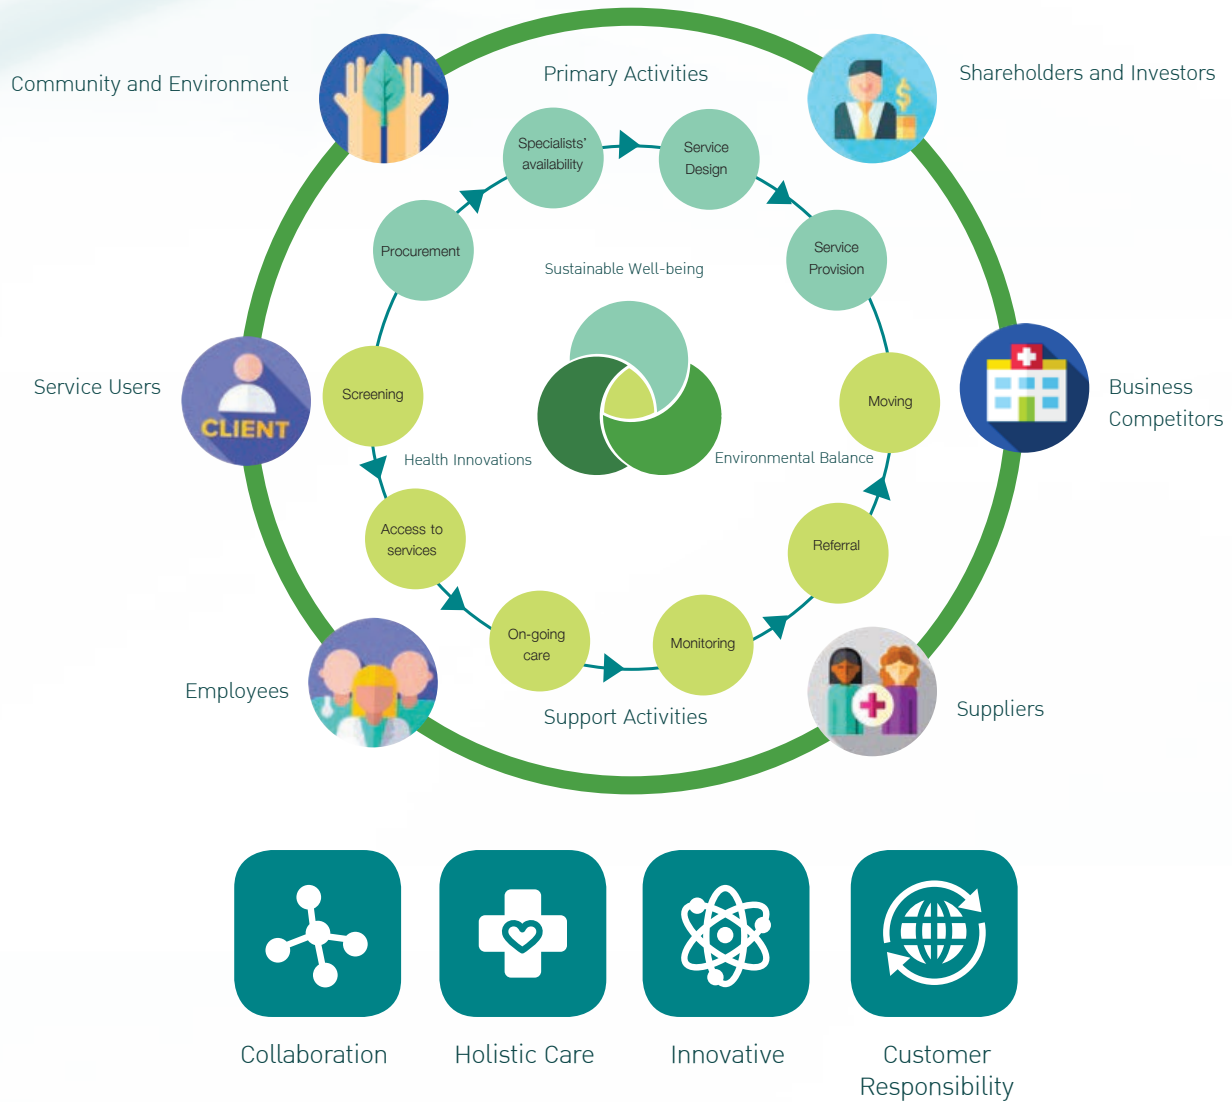 Community and Environment
Primary Activities
Shareholders and Investors
Specialists'
availability
Service
Design
Procurement
Service
Provision
Sustainable Well-being
Service Users
CLIENT
Screening
Moving
Business
Competitors
Health Innovations
Environmental Balance
Access to
services
Referral
On-going
care
Monitoring
Employees
Support Activities
Suppliers
Collaboration
Holistic Care
Innovative
Customer
Responsibility